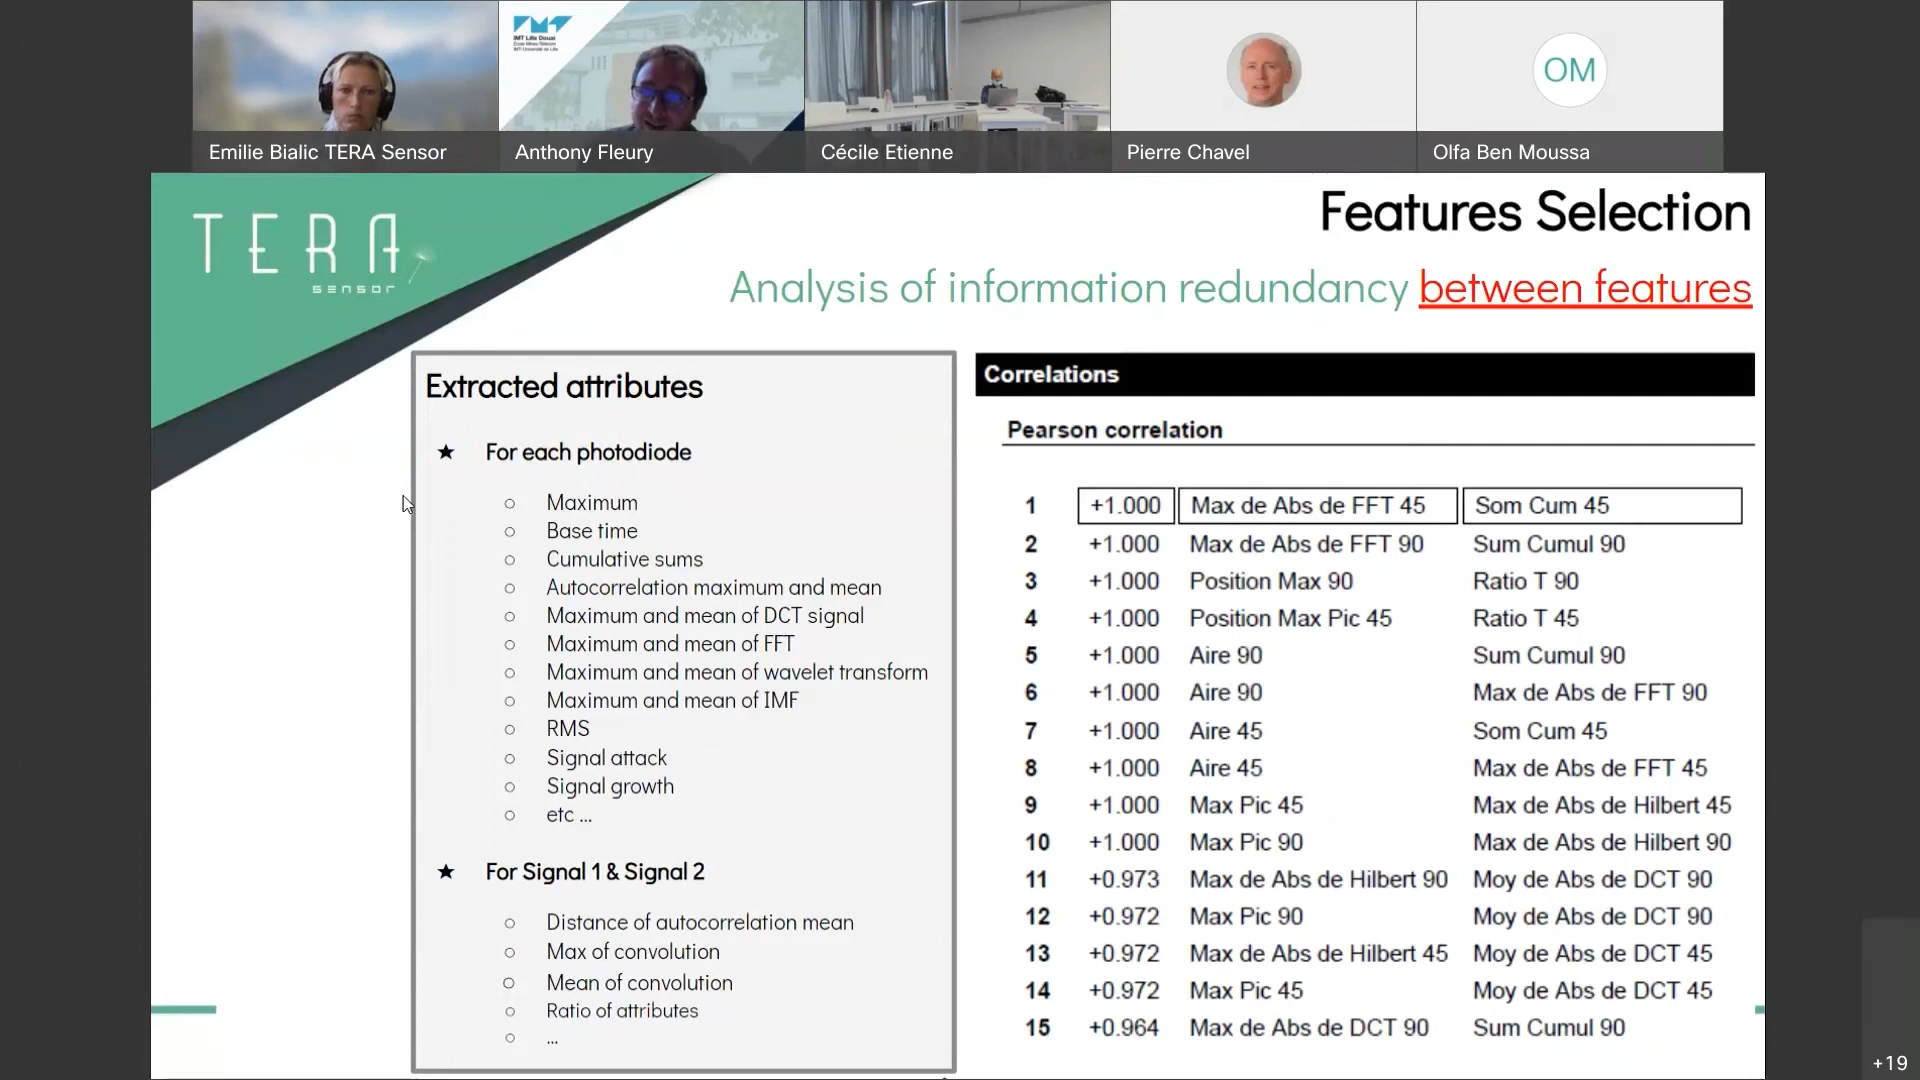 IMT Lille Douai
École Mines-Télécom
IMT-Université de Lille
OM
Emilie Bialic TERA Sensor
Anthony Fleury
Cécile Etienne
Pierre Chavel
Olfa Ben Moussa
TERA
sensor
Features Selection
Analysis of information redundancy between features
Extracted attributes
★ For each photodiode
○ Maximum
○ Base time
○ Cumulative sums
○ Autocorrelation maximum and mean
○ Maximum and mean of DCT signal
○ Maximum and mean of FFT
○ Maximum and mean of wavelet transform
○ Maximum and mean of IMF
○ RMS
○ Signal attack
○ Signal growth
○ etc ...
★ For Signal 1 & Signal 2
○ Distance of autocorrelation mean
○ Max of convolution
○ Mean of convolution
○ Ratio of attributes
○ ...
Correlations
Pearson correlation
1 +1.000 Max de Abs de FFT 45 Som Cum 45
2 +1.000 Max de Abs de FFT 90 Sum Cumul 90
3 +1.000 Position Max 90 Ratio T 90
4 +1.000 Position Max Pic 45 Ratio T 45
5 +1.000 Aire 90 Sum Cumul 90
6 +1.000 Aire 90 Max de Abs de FFT 90
7 +1.000 Aire 45 Som Cum 45
8 +1.000 Aire 45 Max de Abs de FFT 45
9 +1.000 Max Pic 45 Max de Abs de Hilbert 45
10 +1.000 Max Pic 90 Max de Abs de Hilbert 90
11 +0.973 Max de Abs de Hilbert 90 Moy de Abs de DCT 90
12 +0.972 Max Pic 90 Moy de Abs de DCT 90
13 +0.972 Max de Abs de Hilbert 45 Moy de Abs de DCT 45
14 +0.972 Max Pic 45 Moy de Abs de DCT 45
15 +0.964 Max de Abs de DCT 90 Sum Cumul 90
+19